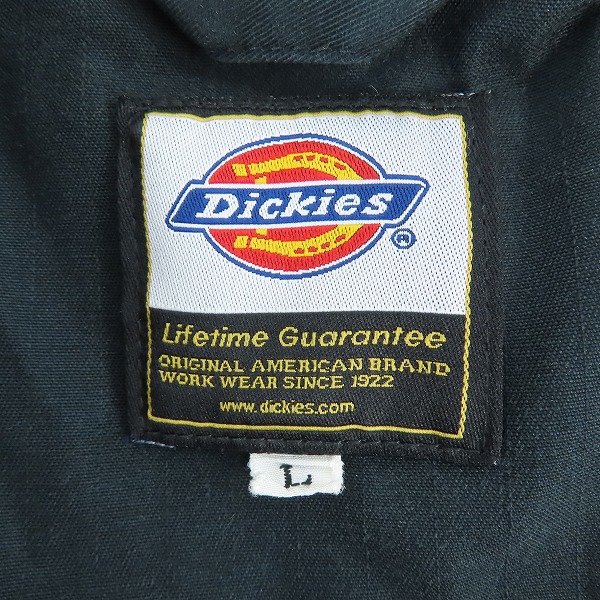 Dickies
®
Lifetime Guarantee
ORIGINAL AMERICAN BRAND
WORK WEAR SINCE 1922
www.dickies.com
L